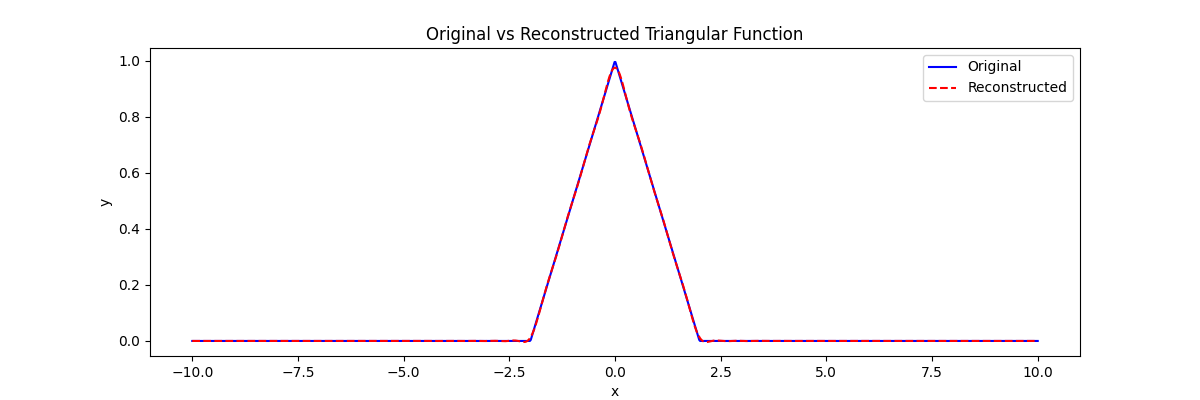 Original vs Reconstructed Triangular Function
Original
Reconstructed
1.0
0.8
0.6
0.4
0.2
0.0
y
−10.0 −7.5 −5.0 −2.5 0.0 2.5 5.0 7.5 10.0
x